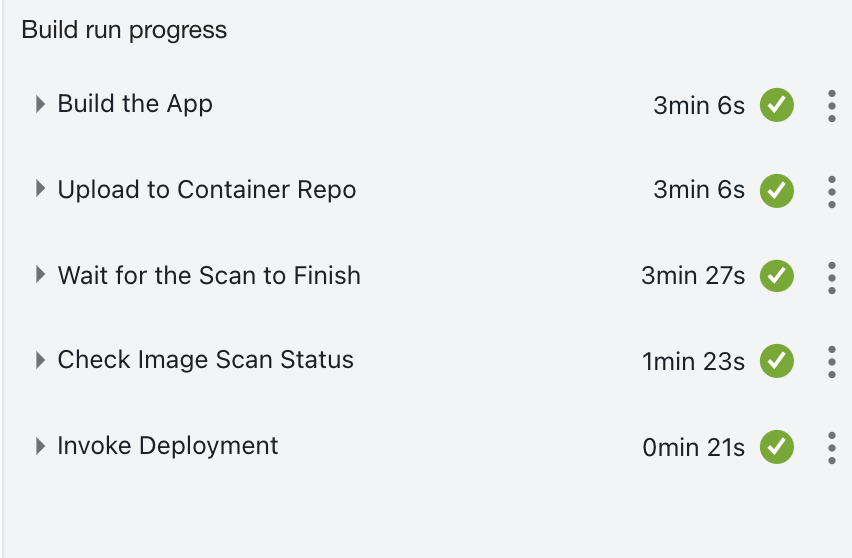 Build run progress
Build the App 3min 6s
Upload to Container Repo 3min 6s
Wait for the Scan to Finish 3min 27s
Check Image Scan Status 1min 23s
Invoke Deployment 0min 21s